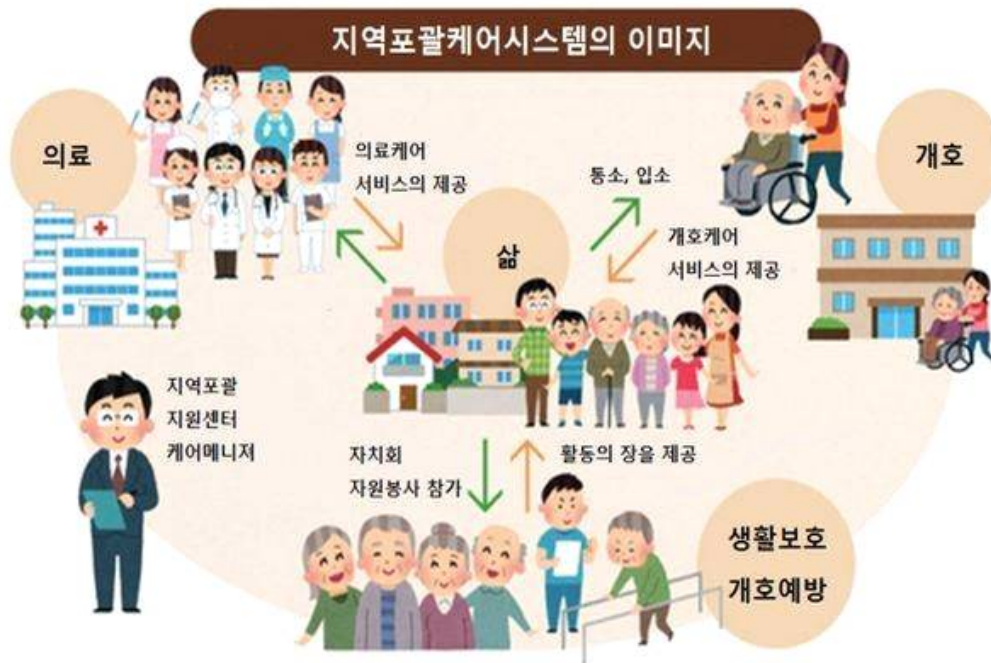 지역포괄케어시스템의 이미지
의료
의료케어
서비스의 제공
통소, 입소
개호
삶
개호케어
서비스의 제공
지역포괄
지원센터
케어메니져
자치회
자원봉사 참가
활동의 장을 제공
생활보호
개호예방